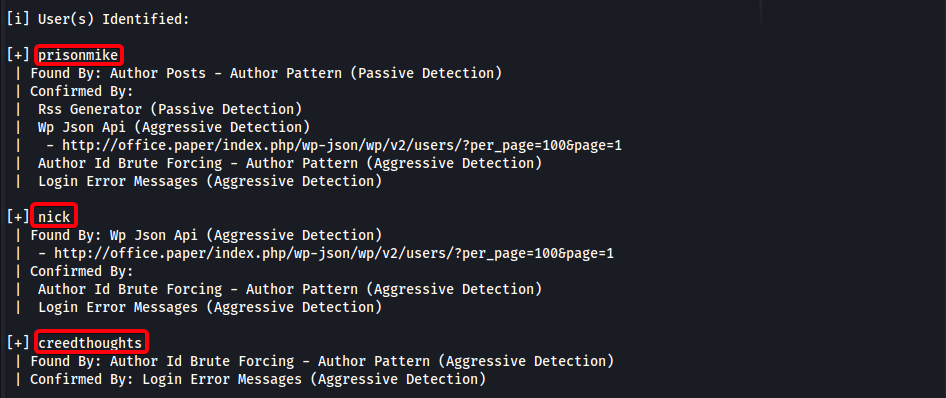 [i] User(s) Identified:
[+] prisonmike
| Found By: Author Posts - Author Pattern (Passive Detection)
| Confirmed By:
|  Rss Generator (Passive Detection)
|  Wp Json Api (Aggressive Detection)
|   - http://office.paper/index.php/wp-json/wp/v2/users/?per_page=100&page=1
|  Author Id Brute Forcing - Author Pattern (Aggressive Detection)
|  Login Error Messages (Aggressive Detection)
[+] nick
| Found By: Wp Json Api (Aggressive Detection)
|  - http://office.paper/index.php/wp-json/wp/v2/users/?per_page=100&page=1
| Confirmed By:
|  Author Id Brute Forcing - Author Pattern (Aggressive Detection)
|  Login Error Messages (Aggressive Detection)
[+] creedthoughts
| Found By: Author Id Brute Forcing - Author Pattern (Aggressive Detection)
| Confirmed By: Login Error Messages (Aggressive Detection)